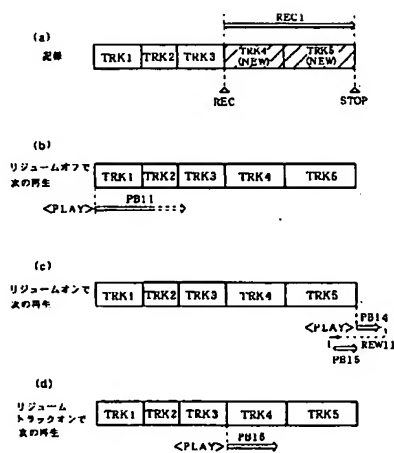 REC1
(a)
記録
TRK1 TRK2 TRK3 TRK4 (NEW) TRK5 (NEW)
REC STOP
(b)
リジュームオフで
次の再生
TRK1 TRK2 TRK3 TRK4 TRK5
<PLAY> PB11
(c)
リジュームオンで
次の再生
TRK1 TRK2 TRK3 TRK4 TRK5
<PLAY> PB14
REW11
PB15
(d)
リジューム
トラックオンで
次の再生
TRK1 TRK2 TRK3 TRK4 TRK5
<PLAY> PB16